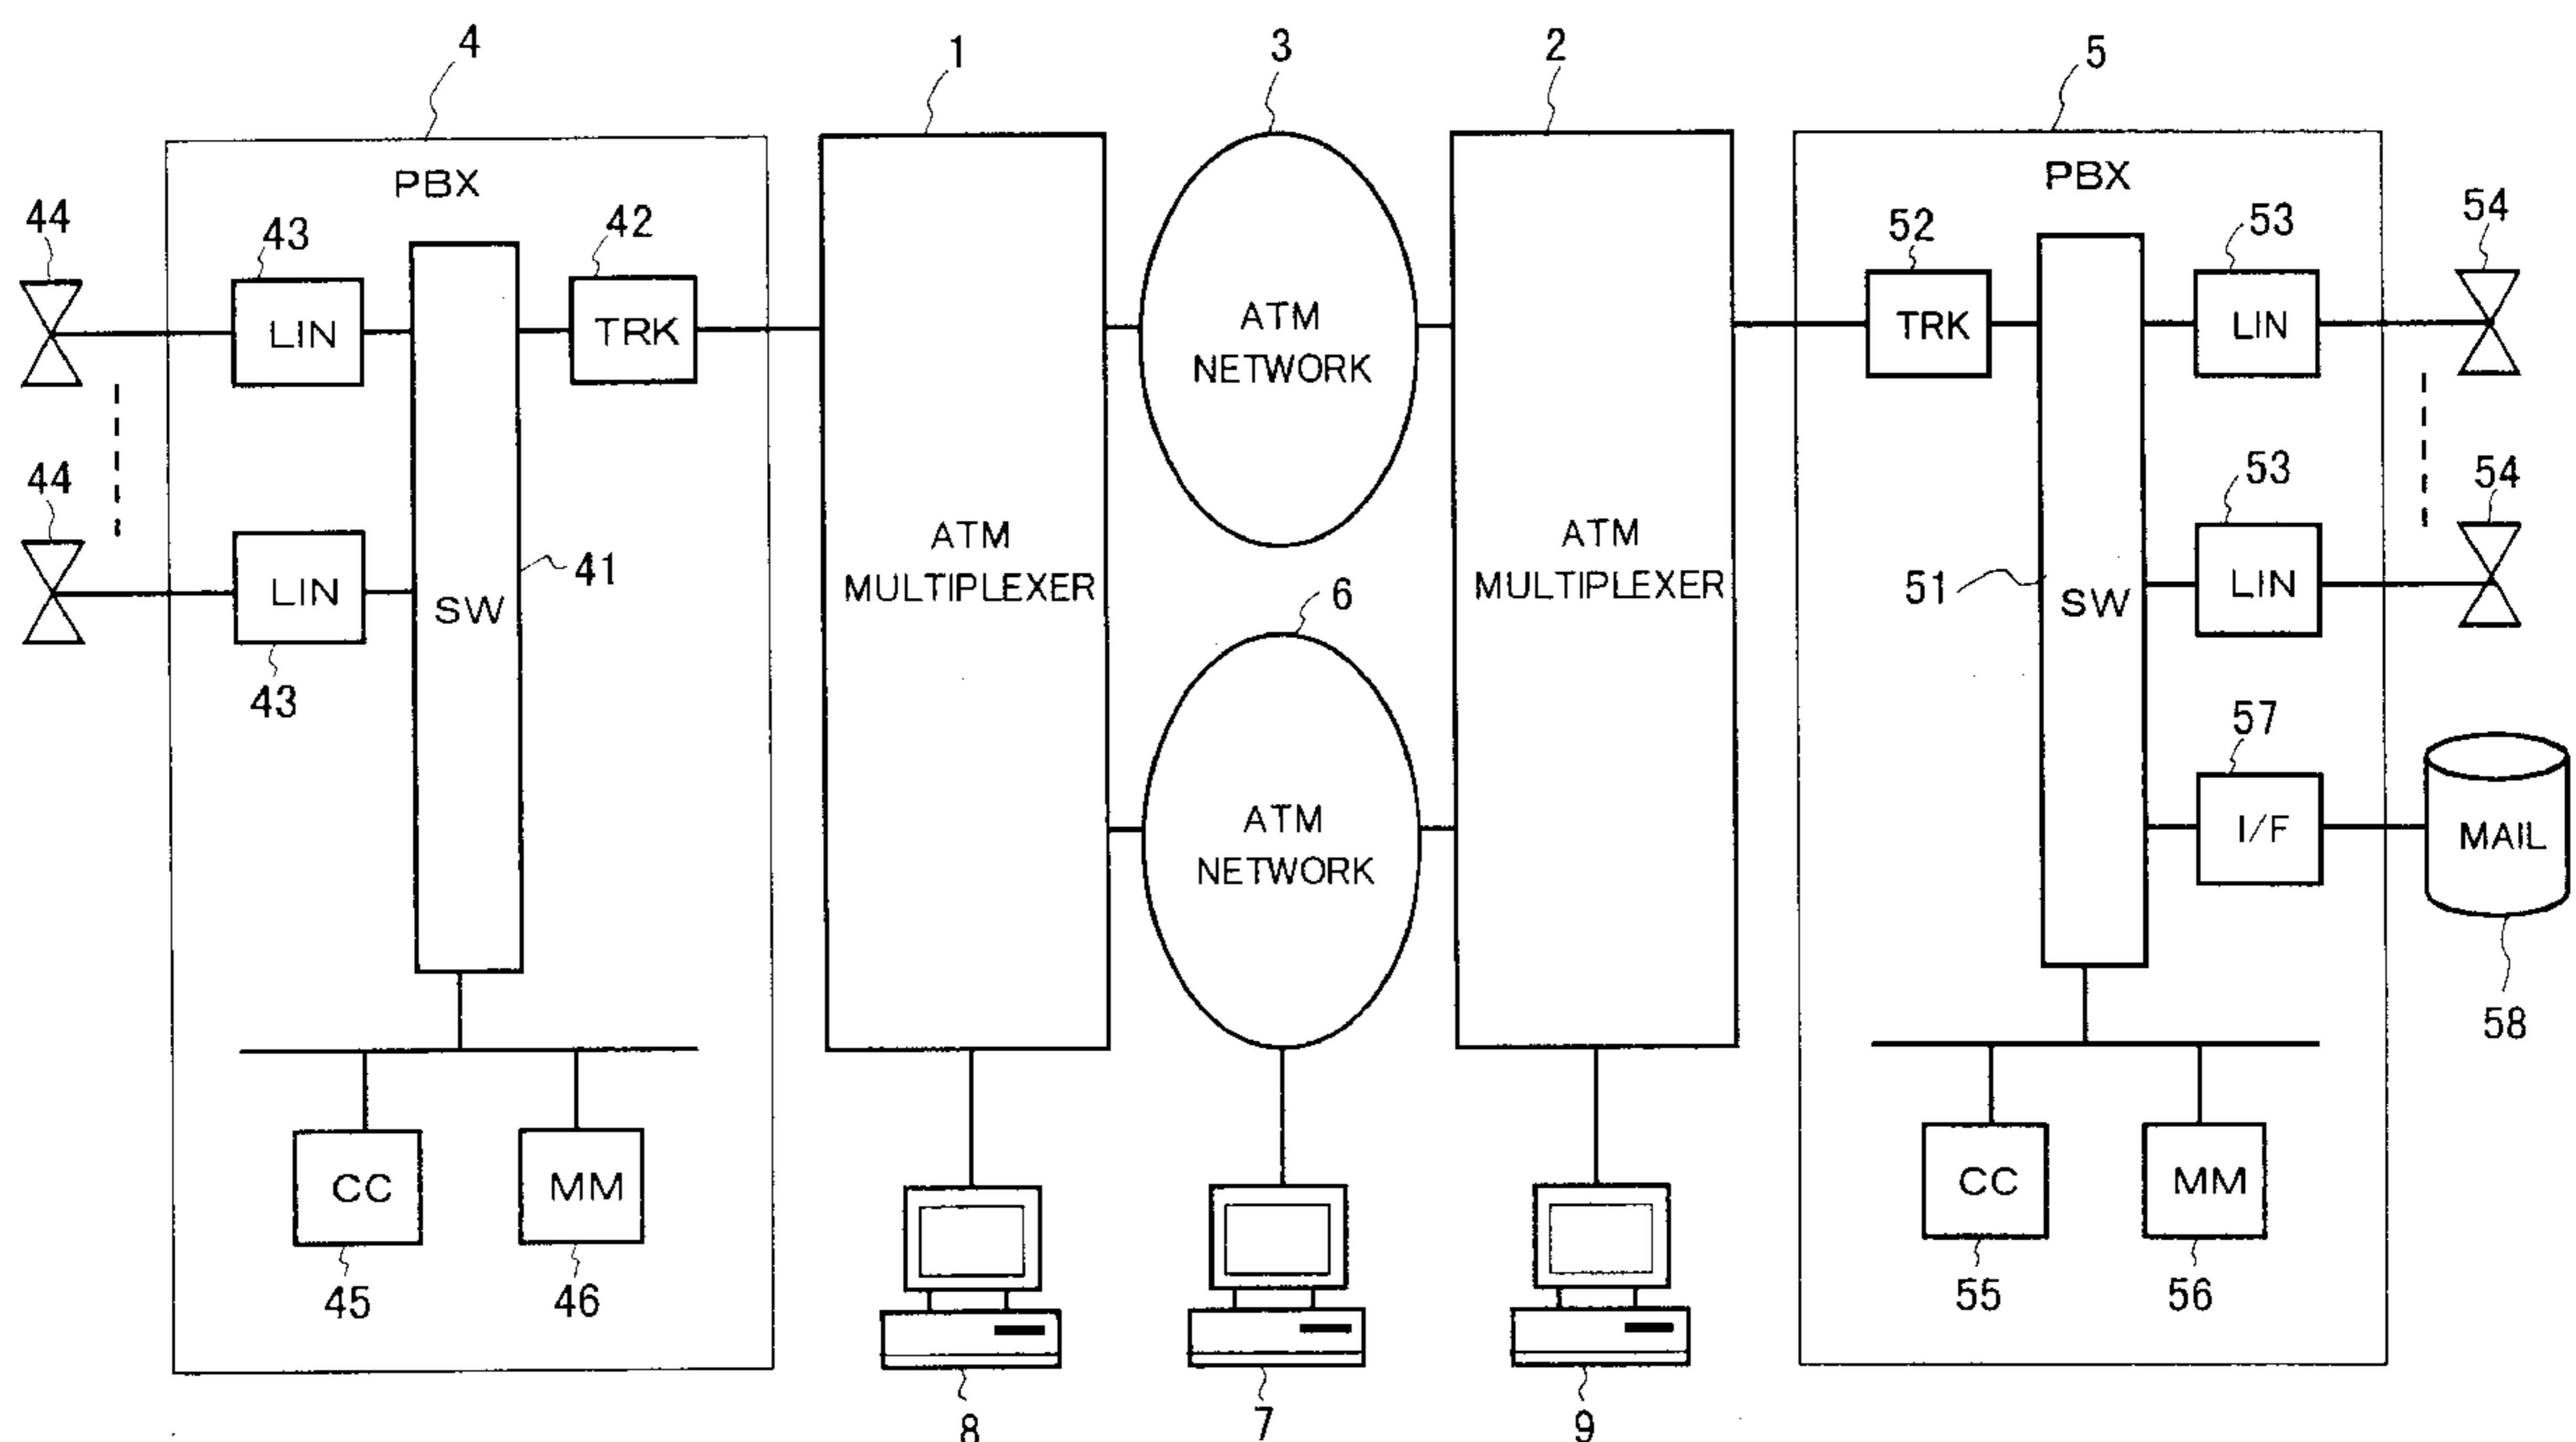 4
1
3
2
5
PBX
PBX
44
43
42
52
53
54
LIN
TRK
ATM
NETWORK
TRK
LIN
44
43
41
LIN
SW
ATM
MULTIPLEXER
ATM
MULTIPLEXER
6
53
54
51
SW
LIN
57
ATM
NETWORK
I/F
MAIL
58
CC
MM
CC
MM
45
46
55
56
8
7
9